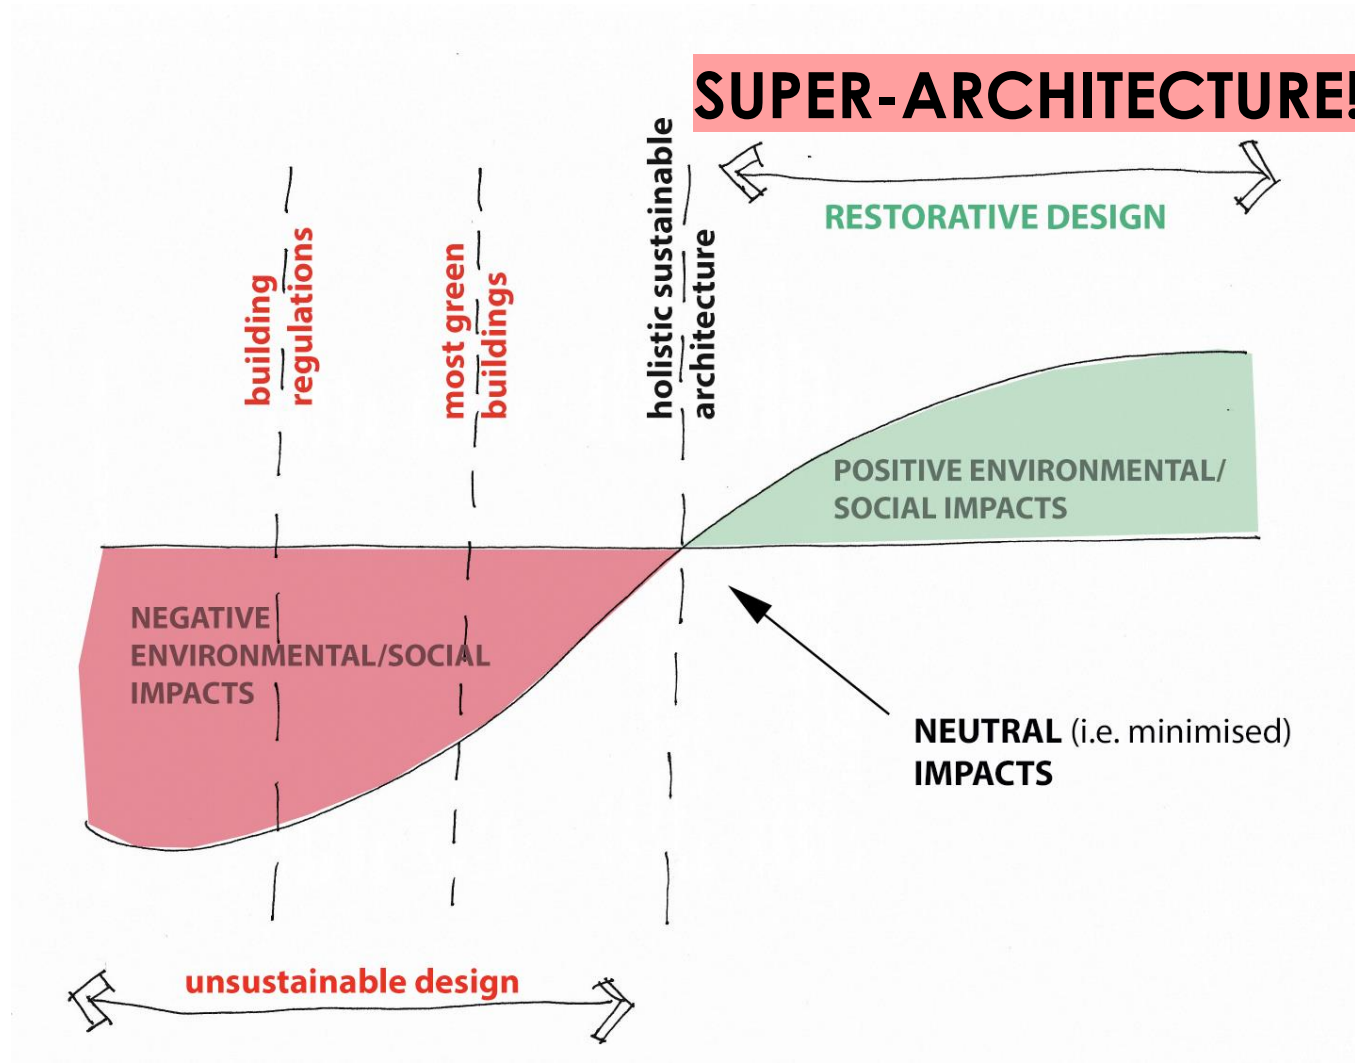 SUPER-ARCHITECTURE!
RESTORATIVE DESIGN
building
regulations
most green
buildings
holistic sustainable
architecture
POSITIVE ENVIRONMENTAL/
SOCIAL IMPACTS
NEGATIVE
ENVIRONMENTAL/SOCIAL
IMPACTS
NEUTRAL (i.e. minimised)
IMPACTS
unsustainable design